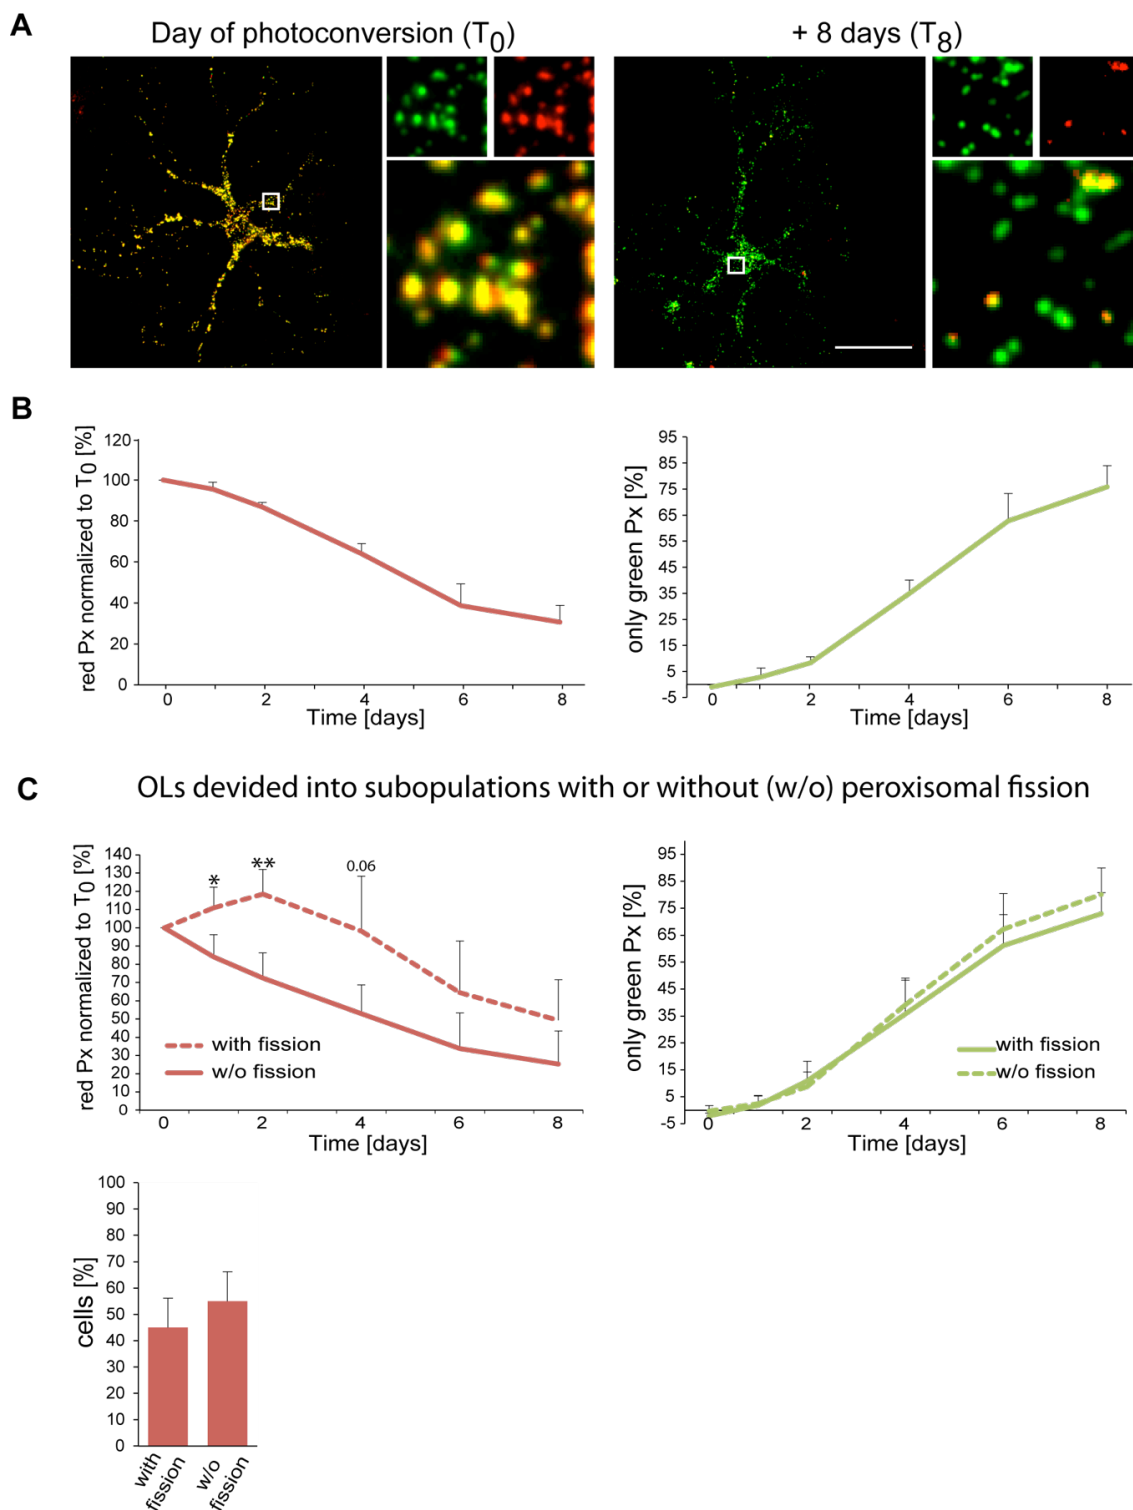 A
Day of photoconversion (T0)
+ 8 days (T8)
B
red Px normalized to T0 [%]
120
100
80
60
40
20
0
0 2 4 6 8
Time [days]
only green Px [%]
95
85
75
65
55
45
35
25
15
5
-5
0 2 4 6 8
Time [days]
C
OLs devided into subopulations with or without (w/o) peroxisomal fission
red Px normalized to T0 [%]
140
130
120
110
100
90
80
70
60
50
40
30
20
10
0
* ** 0.06
with fission
w/o fission
0 2 4 6 8
Time [days]
only green Px [%]
95
85
75
65
55
45
35
25
15
5
-5
with fission
w/o fission
0 2 4 6 8
Time [days]
cells [%]
100
90
80
70
60
50
40
30
20
10
0
with
fission
w/o
fission